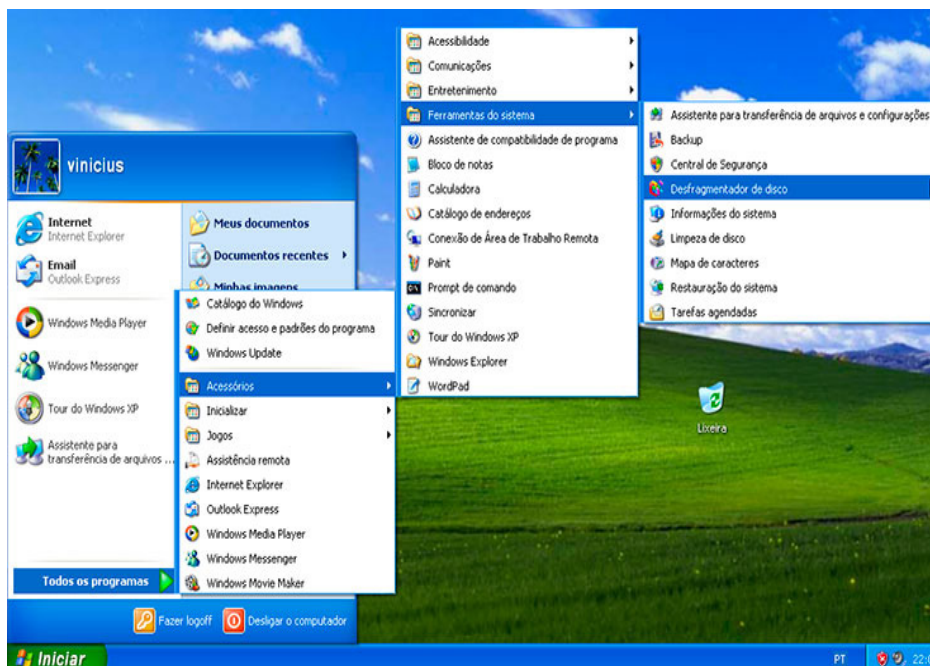 vinicius
Internet
Internet Explorer
Email
Outlook Express
Windows Media Player
Windows Messenger
Tour do Windows XP
Assistente para
transferência de arquivos ...
Todos os programas
Meus documentos
Documentos recentes
Minhas imagens
Catálogo do Windows
Definir acesso e padrões do programa
Windows Update
Acessórios
Inicializar
Jogos
Assistência remota
Internet Explorer
Outlook Express
Windows Media Player
Windows Messenger
Windows Movie Maker
Acessibilidade
Comunicações
Entretenimento
Ferramentas do sistema
Assistente de compatibilidade de programa
Bloco de notas
Calculadora
Catálogo de endereços
Conexão de Área de Trabalho Remota
Paint
Prompt de comando
Sincronizar
Tour do Windows XP
Windows Explorer
WordPad
Assistente para transferência de arquivos e configurações
Backup
Central de Segurança
Desfragmentador de disco
Informações do sistema
Limpeza de disco
Mapa de caracteres
Restauração do sistema
Tarefas agendadas
Lixeira
Fazer logoff
Desligar o computador
Iniciar
PT